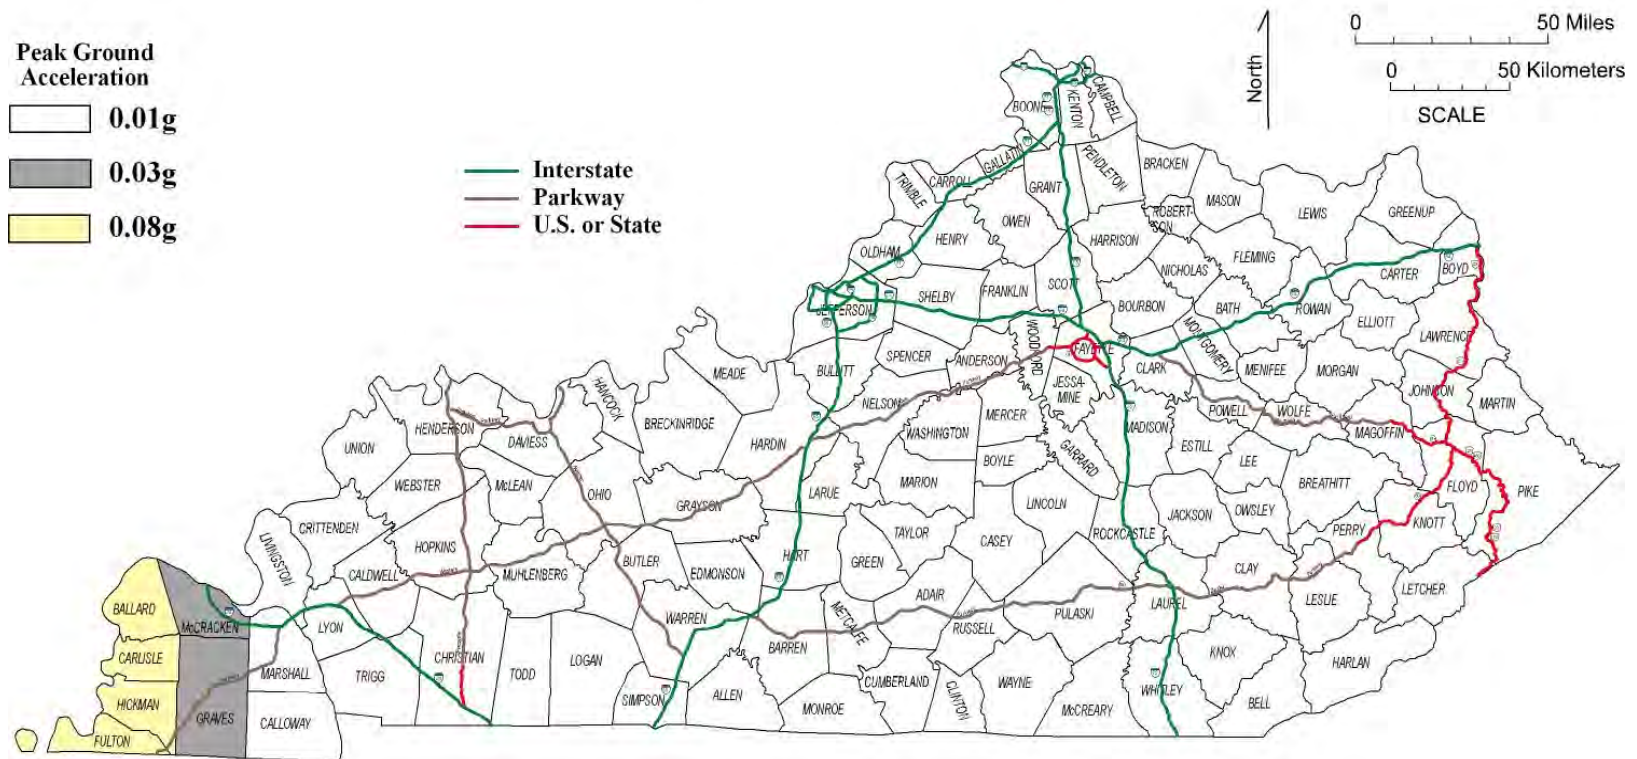 Peak Ground
Acceleration
0.01g
0.03g
0.08g
Interstate
Parkway
U.S. or State
North
0 50 Miles
0 50 Kilometers
SCALE
BOONE
KENTON
CAMPBELL
GALLATIN
PENDLETON
BRACKEN
TRIMBLE
CARROLL
GRANT
MASON
LEWIS
GREENUP
OWEN
ROBERT-
SON
OLDHAM
HENRY
HARRISON
FLEMING
NICHOLAS
CARTER
BOYD
SHELBY
FRANKLIN
SCOTT
BOURBON
BATH
ROWAN
JEFFERSON
ELLIOTT
LAWRENCE
WOODFORD
FAYETTE
MONTGOMERY
SPENCER
ANDERSON
CLARK
MENIFEE
MORGAN
BULLITT
MEADE
JESSA-
MINE
JOHNSON
MARTIN
HANCOCK
NELSON
MERCER
POWELL
WOLFE
BRECKINRIDGE
HENDERSON
DAVIESS
HARDIN
WASHINGTON
MADISON
ESTILL
MAGOFFIN
UNION
GARRARD
BOYLE
LEE
WEBSTER
McLEAN
OHIO
GRAYSON
LARUE
MARION
LINCOLN
BREATHITT
FLOYD
PIKE
CRITTENDEN
JACKSON
OWSLEY
LIVINGSTON
HOPKINS
TAYLOR
CASEY
ROCKCASTLE
PERRY
KNOTT
CALDWELL
MUHLENBERG
BUTLER
EDMONSON
HART
GREEN
CLAY
LETCHER
BALLARD
McCRACKEN
LYON
WARREN
METCALFE
ADAIR
RUSSELL
PULASKI
LAUREL
LESLIE
CARLISLE
MARSHALL
TRIGG
CHRISTIAN
TODD
LOGAN
BARREN
KNOX
HARLAN
HICKMAN
GRAVES
CALLOWAY
SIMPSON
ALLEN
MONROE
CUMBERLAND
CLINTON
WAYNE
McCREARY
WHITLEY
BELL
FULTON